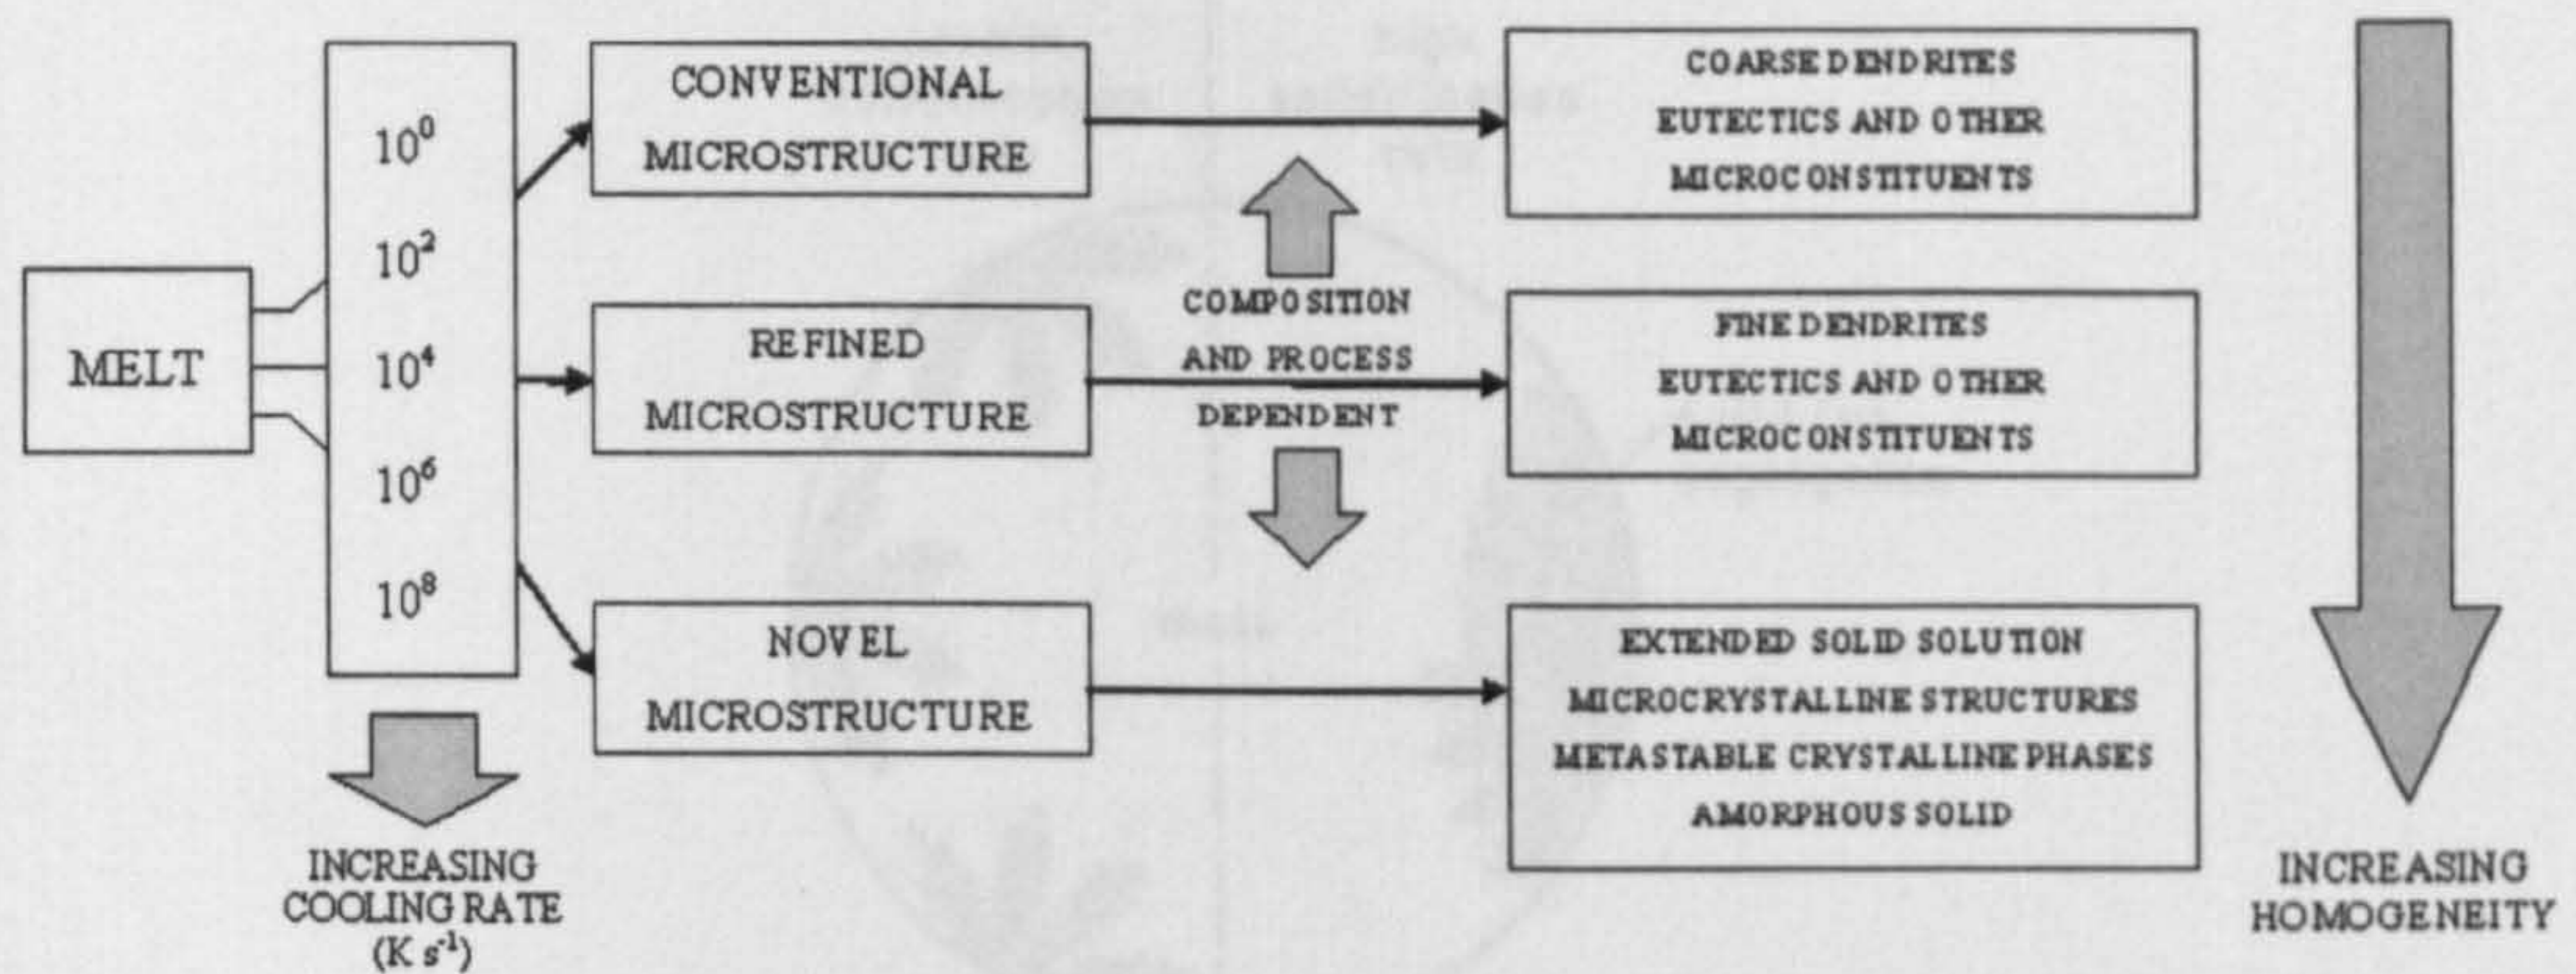 MELT
10⁰
10²
10⁴
10⁶
10⁸
INCREASING
COOLING RATE
(K s⁻¹)
CONVENTIONAL
MICROSTRUCTURE
REFINED
MICROSTRUCTURE
NOVEL
MICROSTRUCTURE
COMPOSITION
AND PROCESS
DEPENDENT
COARSE DENDRITES
EUTECTICS AND OTHER
MICROCONSTITUENTS
FINE DENDRITES
EUTECTICS AND OTHER
MICROCONSTITUENTS
EXTENDED SOLID SOLUTION
MICROCRYSTALLINE STRUCTURES
METASTABLE CRYSTALLINE PHASES
AMORPHOUS SOLID
INCREASING
HOMOGENEITY